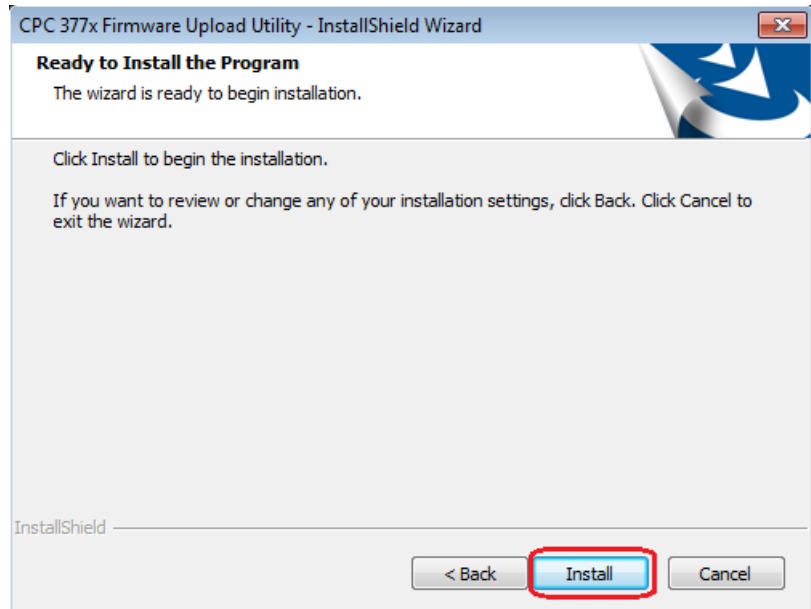 CPC 377x Firmware Upload Utility - InstallShield Wizard
Ready to Install the Program
The wizard is ready to begin installation.
Click Install to begin the installation.
If you want to review or change any of your installation settings, click Back. Click Cancel to
exit the wizard.
InstallShield
< Back Install Cancel